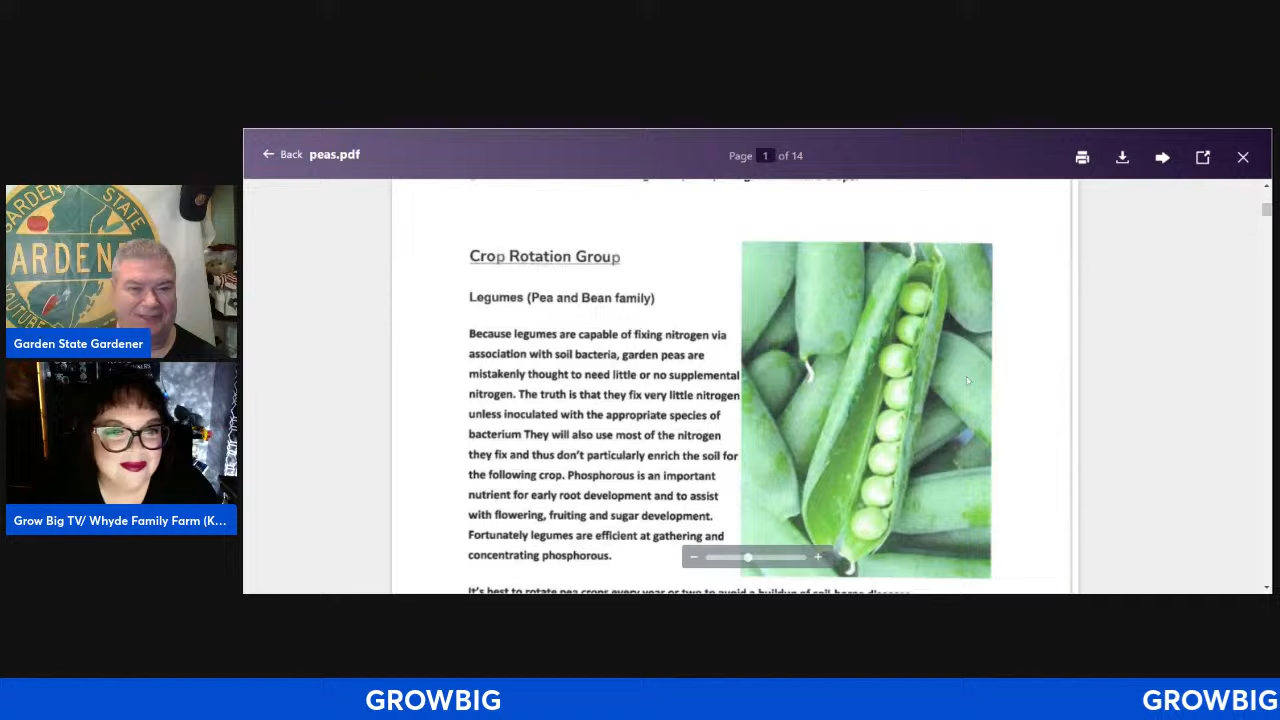 Back peas.pdf
Page 1 of 14
Crop Rotation Group
Legumes (Pea and Bean family)
Because legumes are capable of fixing nitrogen via
association with soil bacteria, garden peas are
mistakenly thought to need little or no supplemental
nitrogen. The truth is that they fix very little nitrogen
unless inoculated with the appropriate species of
bacterium They will also use most of the nitrogen
they fix and thus don't particularly enrich the soil for
the following crop. Phosphorous is an important
nutrient for early root development and to assist
with flowering, fruiting and sugar development.
Fortunately legumes are efficient at gathering and
concentrating phosphorous.
It's best to rotate pea crops every year or two to avoid a buildup of soil-borne diseases
GARDEN STATE
ARDENE
YOUTUBE
Garden State Gardener
Grow Big TV/ Whyde Family Farm (K...
GROWBIG
GROWBIG